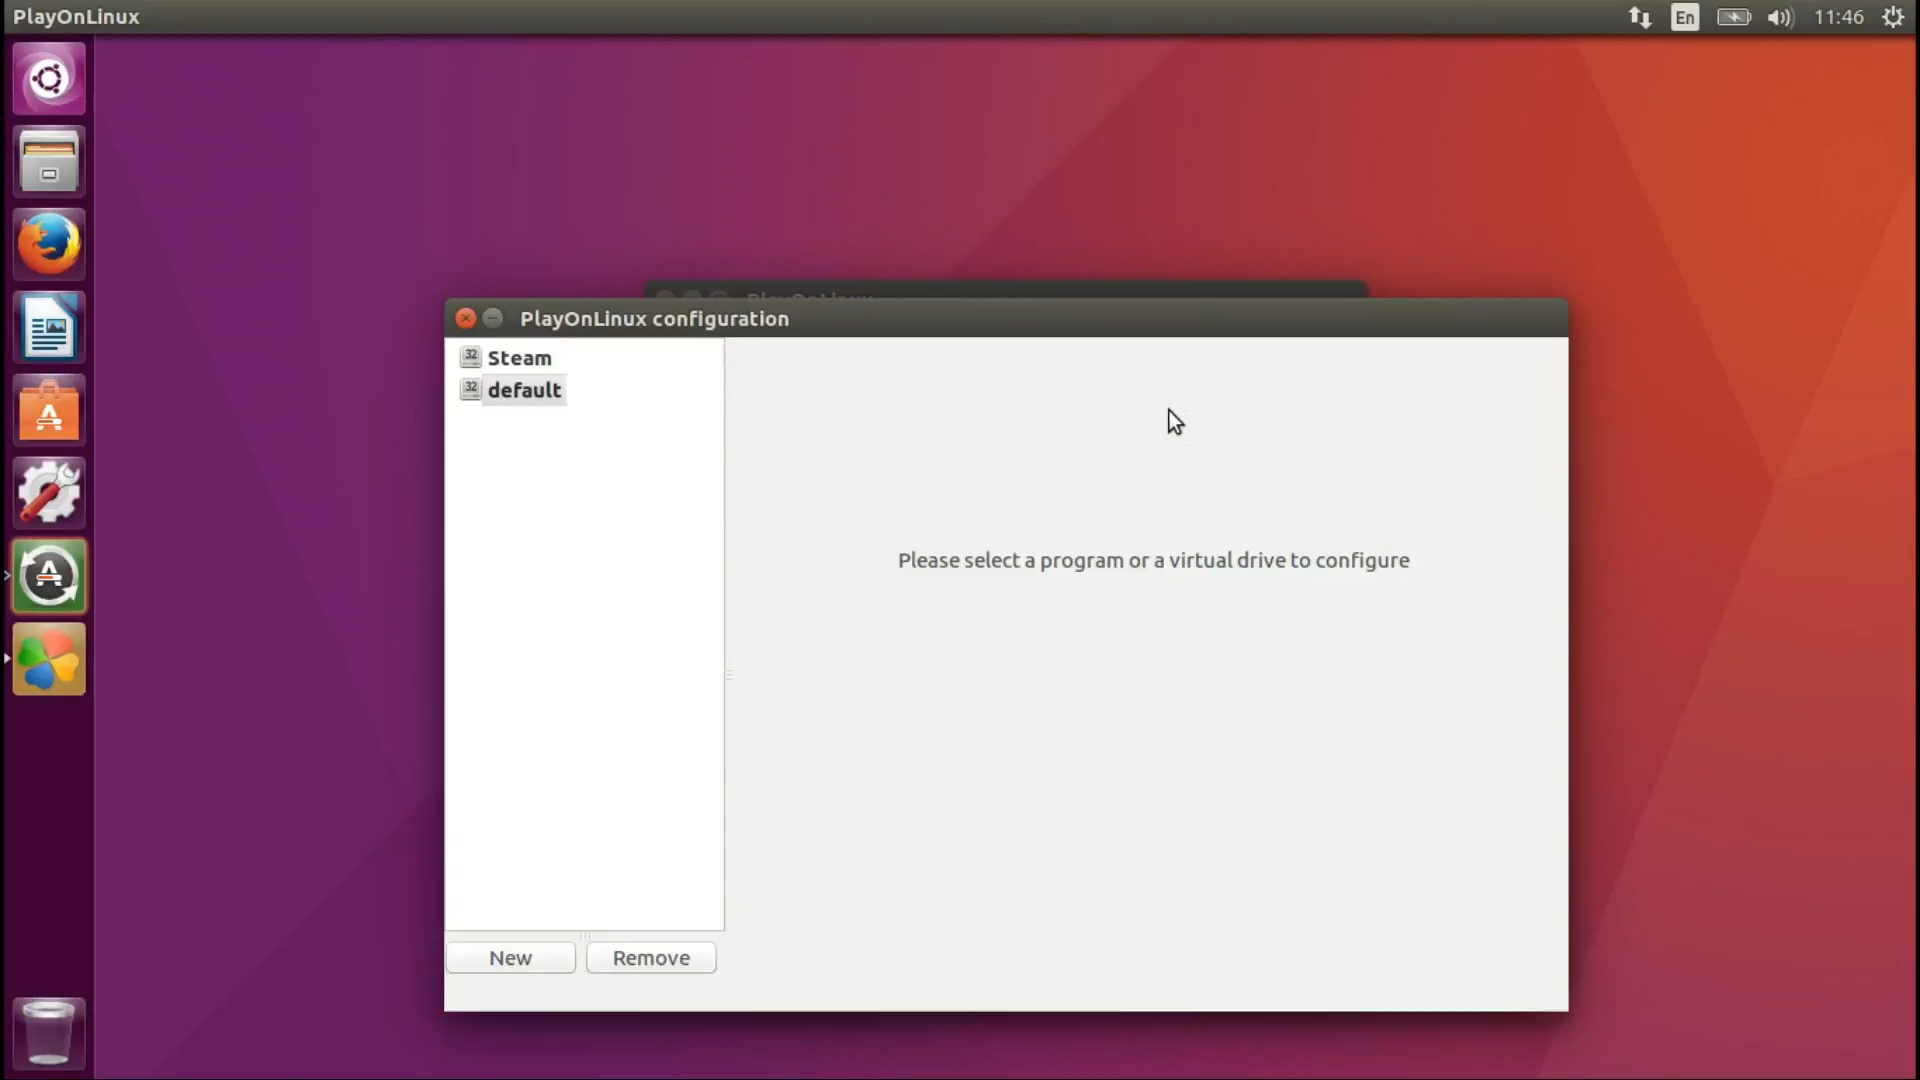 PlayOnLinux
En
11:46
PlayOnLinux
PlayOnLinux configuration
32 Steam
32 default
Please select a program or a virtual drive to configure
New
Remove